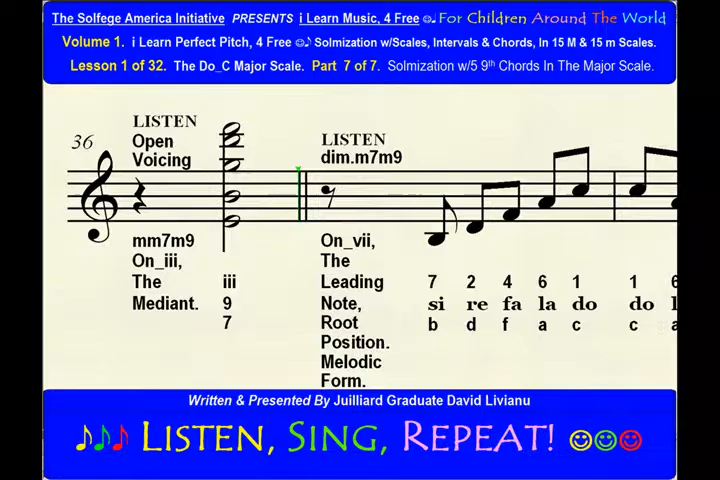 The Solfege America Initiative PRESENTS i Learn Music, 4 Free For Children Around The World
Volume 1. i Learn Perfect Pitch, 4 Free Solmization w/Scales, Intervals & Chords, In 15 M & 15 m Scales.
Lesson 1 of 32. The Do_C Major Scale. Part 7 of 7. Solmization w/5 9th Chords In The Major Scale.
36
LISTEN
Open
Voicing
LISTEN
dim.m7m9
mm7m9
On_iii,
The iii
Mediant. 9
7
On_vii,
The
Leading 7 2 4 6 1 1 6
Note, si re fa la do do l
Root b d f a c c a
Position.
Melodic
Form.
Written & Presented By Juilliard Graduate David Livianu
LISTEN, SING, REPEAT!